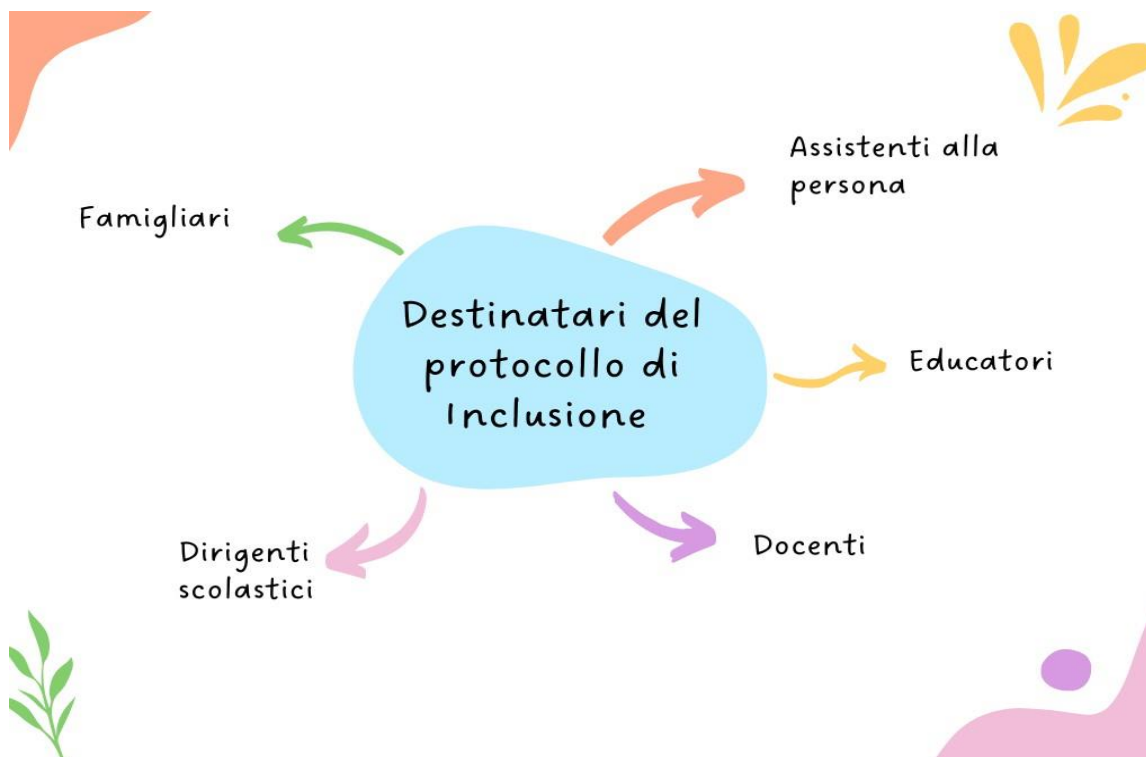 Assistenti alla
persona
Famigliari
Destinatari del
protocollo di
Inclusione
Educatori
Dirigenti
scolastici
Docenti